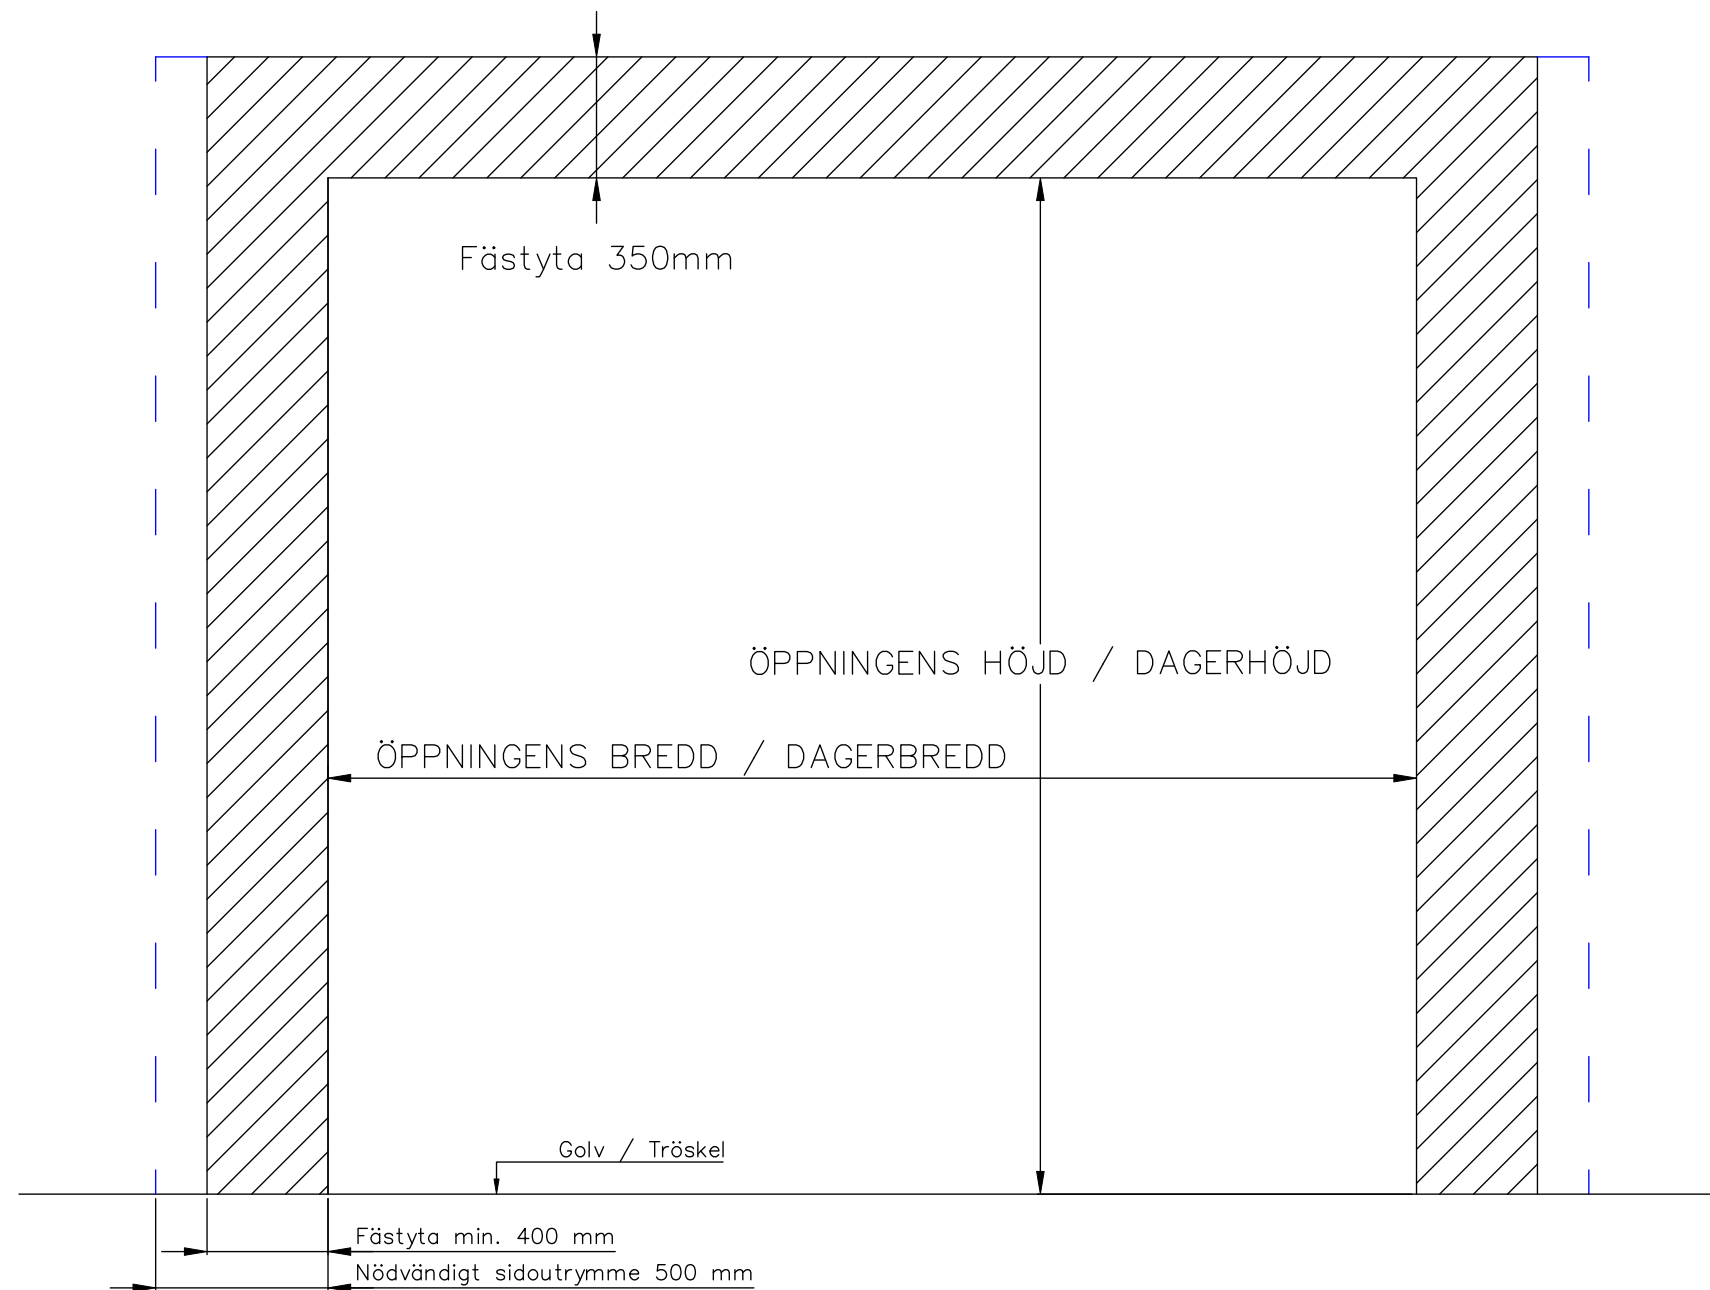 Fästyta 350mm
ÖPPNINGENS HÖJD / DAGERHÖJD
ÖPPNINGENS BREDD / DAGERBREDD
Golv / Tröskel
Fästyta min. 400 mm
Nödvändigt sidoutrymme 500 mm